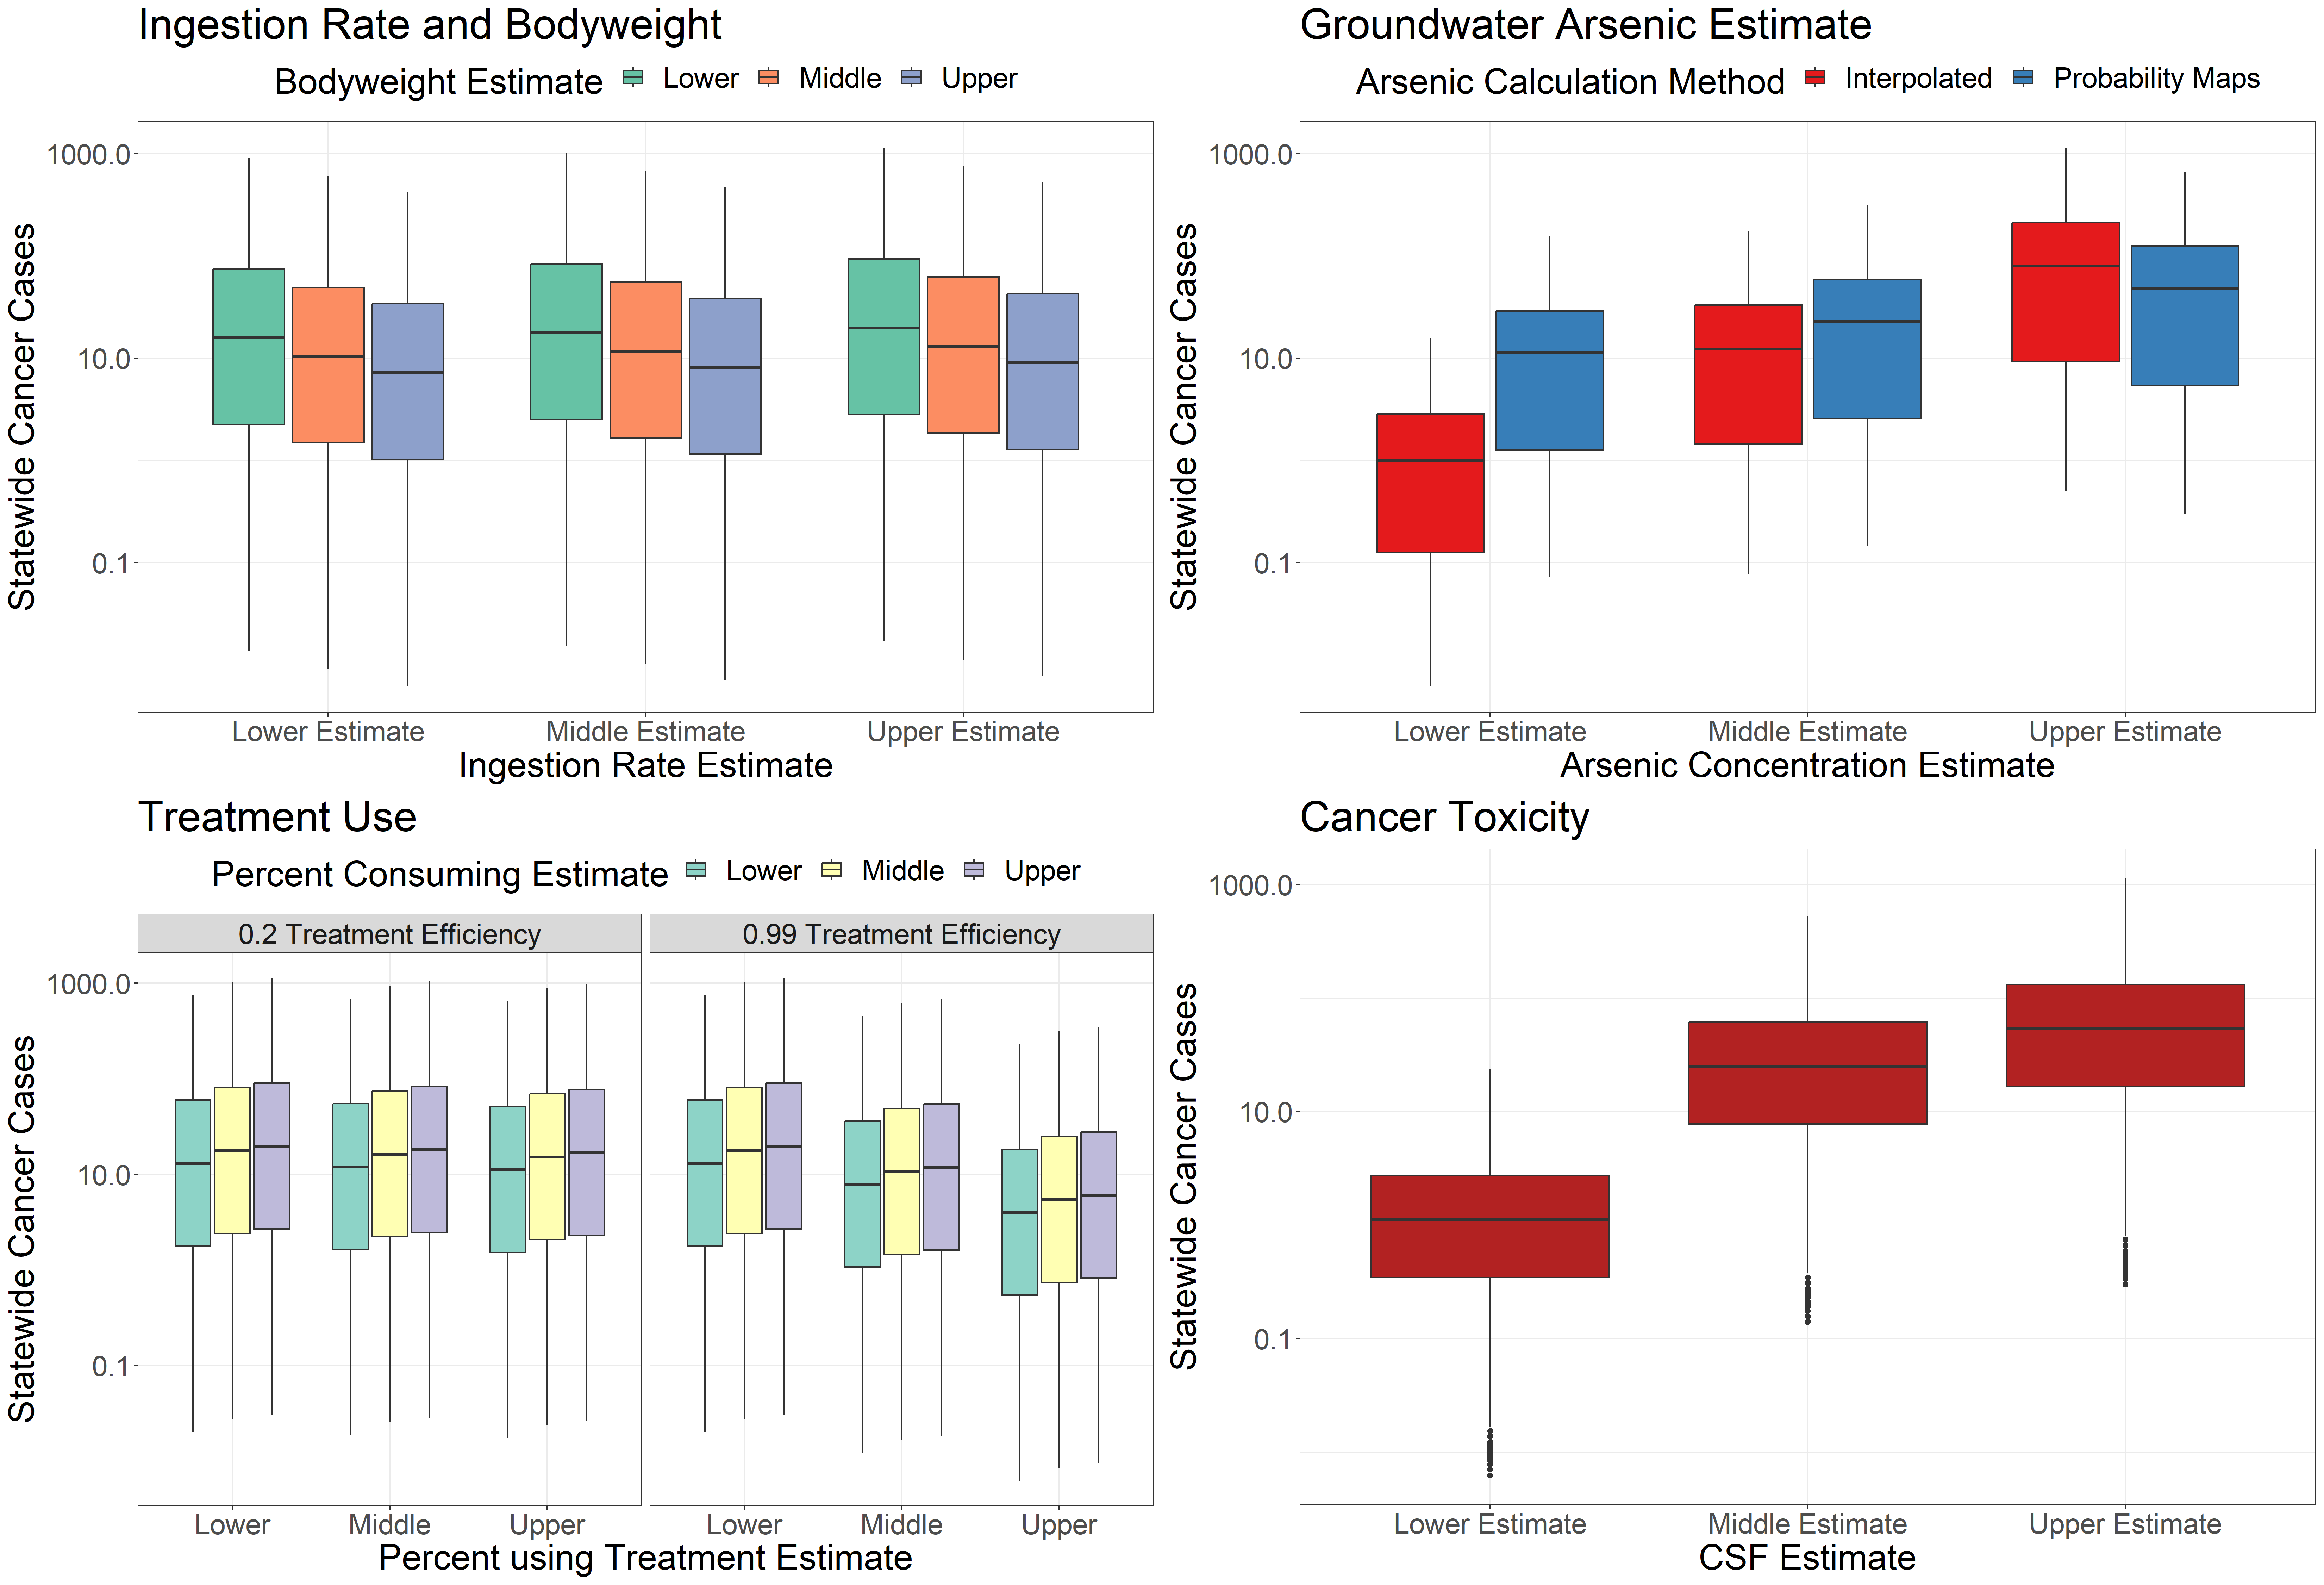 Ingestion Rate and Bodyweight
Bodyweight Estimate Lower Middle Upper
Statewide Cancer Cases
1000.0
10.0
0.1
Lower Estimate Middle Estimate Upper Estimate
Ingestion Rate Estimate
Groundwater Arsenic Estimate
Arsenic Calculation Method Interpolated Probability Maps
Statewide Cancer Cases
1000.0
10.0
0.1
Lower Estimate Middle Estimate Upper Estimate
Arsenic Concentration Estimate
Treatment Use
Percent Consuming Estimate Lower Middle Upper
0.2 Treatment Efficiency 0.99 Treatment Efficiency
Statewide Cancer Cases
1000.0
10.0
0.1
Lower Middle Upper Lower Middle Upper
Percent using Treatment Estimate
Cancer Toxicity
Statewide Cancer Cases
1000.0
10.0
0.1
Lower Estimate Middle Estimate Upper Estimate
CSF Estimate